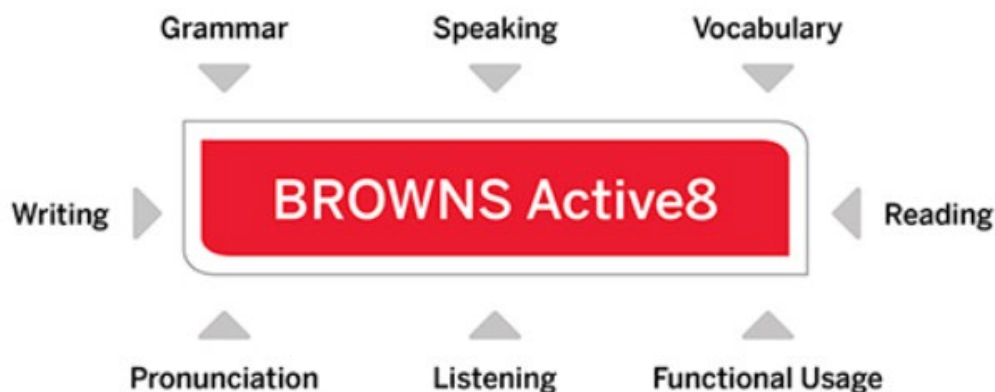 Grammar
Speaking
Vocabulary
Writing
BROWNS Active8
Reading
Pronunciation
Listening
Functional Usage